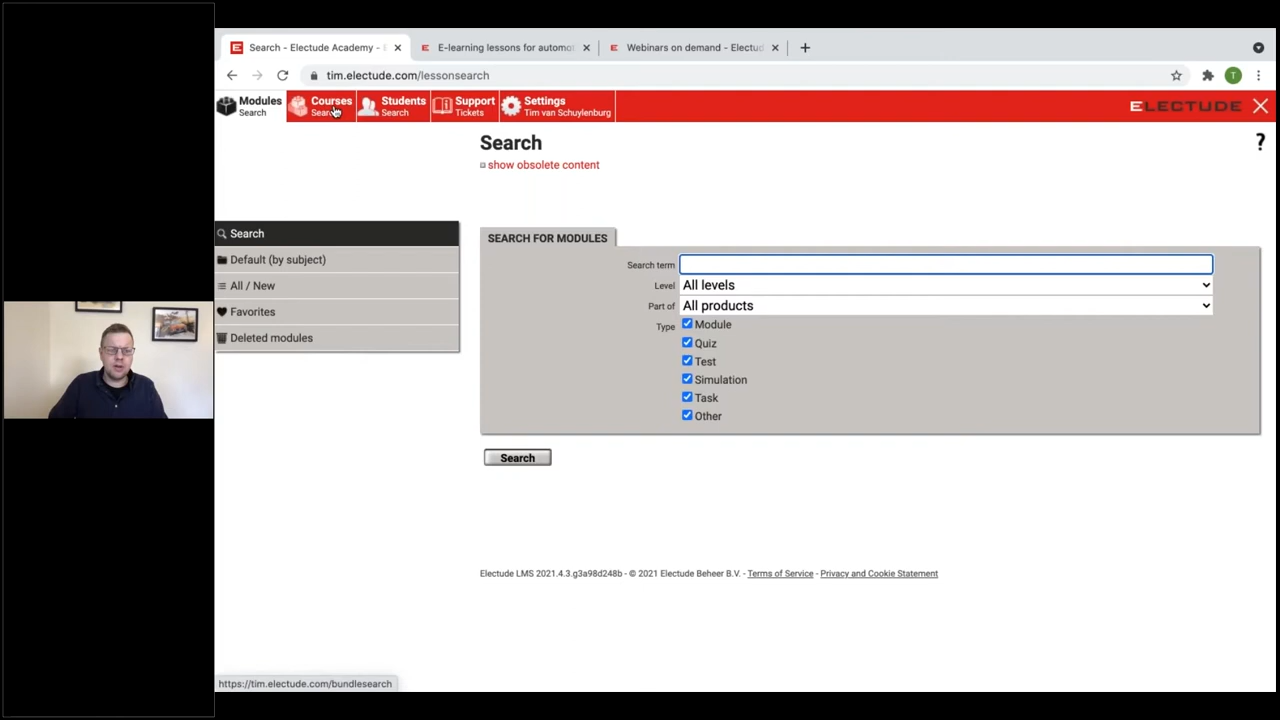 Search - Electude Academy - E
E-learning lessons for automot
Webinars on demand - Electud
tim.electude.com/lessonsearch
T
Modules
Search
Courses
Search
Students
Search
Support
Tickets
Settings
Tim van Schuylenburg
ELECTUDE
Search
show obsolete content
?
Search
Default (by subject)
All / New
Favorites
Deleted modules
SEARCH FOR MODULES
Search term
Level All levels
Part of All products
Type Module
Quiz
Test
Simulation
Task
Other
Search
Electude LMS 2021.4.3.g3a98d248b - © 2021 Electude Beheer B.V. - Terms of Service - Privacy and Cookie Statement
https://tim.electude.com/bundlesearch